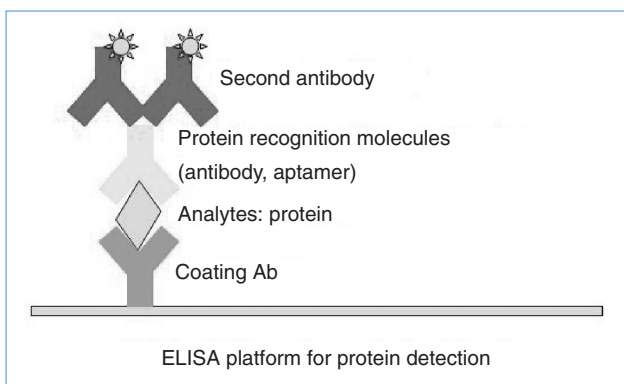 Second antibody
Protein recognition molecules
(antibody, aptamer)
Analytes: protein
Coating Ab
ELISA platform for protein detection